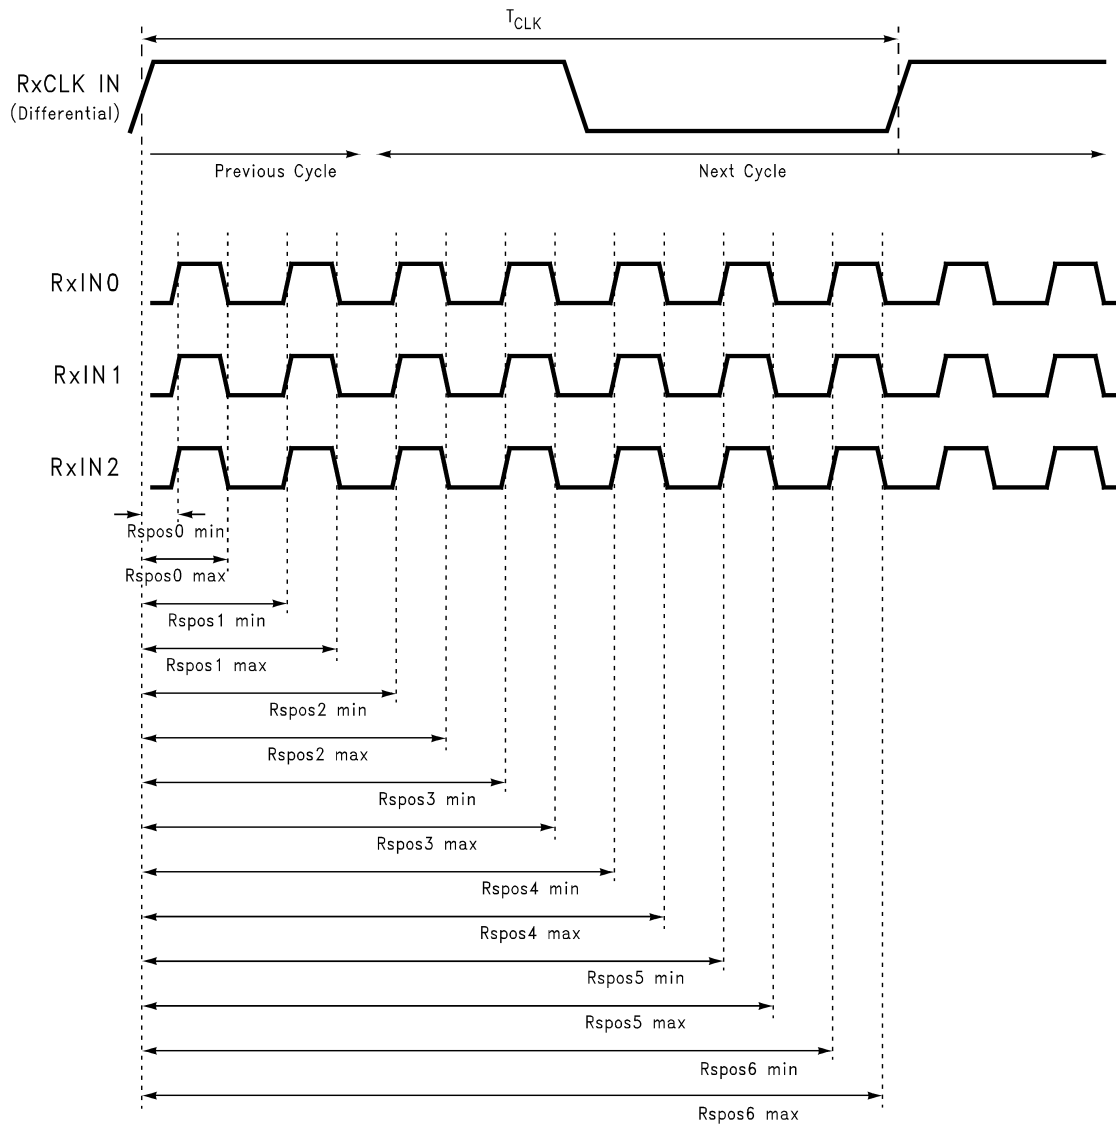 TCLK
RxCLK IN
(Differential)
Previous Cycle
Next Cycle
RxIN0
RxIN1
RxIN2
Rspos0 min
Rspos0 max
Rspos1 min
Rspos1 max
Rspos2 min
Rspos2 max
Rspos3 min
Rspos3 max
Rspos4 min
Rspos4 max
Rspos5 min
Rspos5 max
Rspos6 min
Rspos6 max